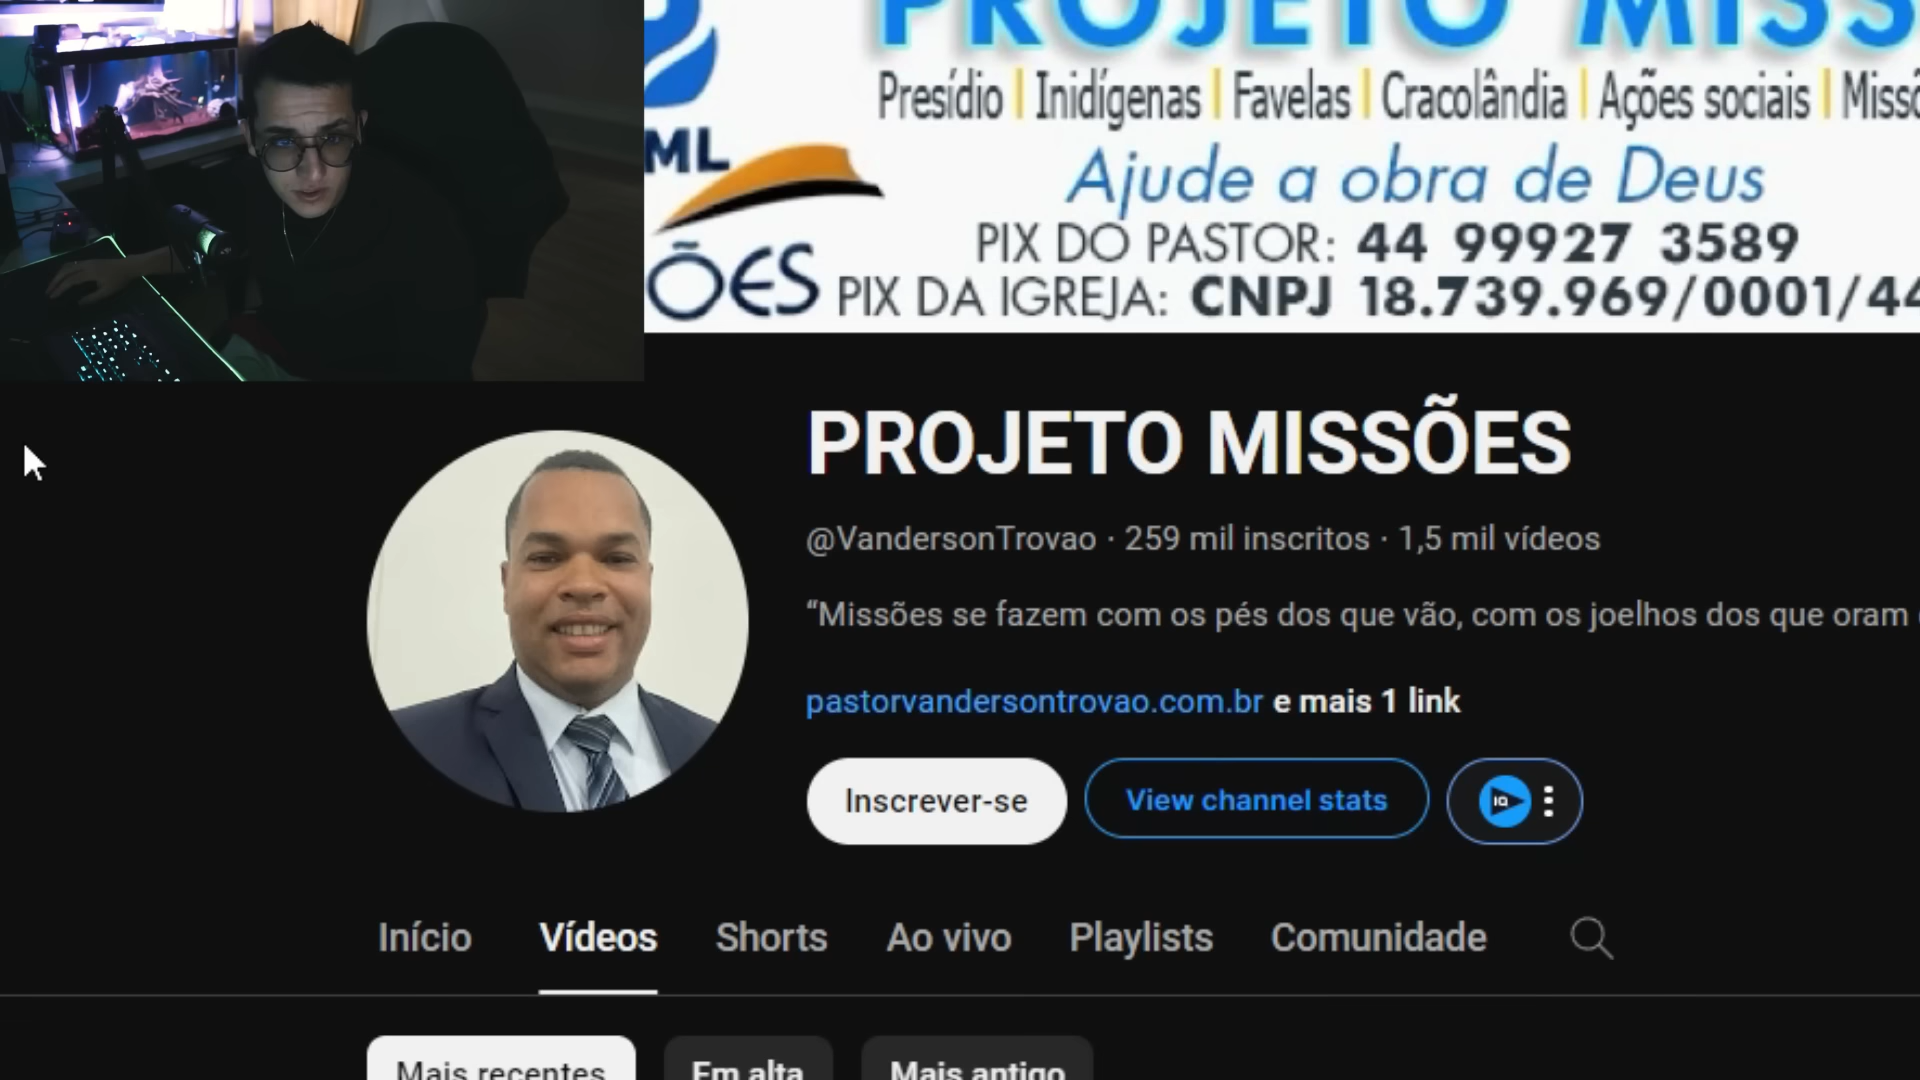 PROJETO MISS
Presídio | Inidígenas | Favelas | Cracolândia | Ações sociais | Missõ
Ajude a obra de Deus
PIX DO PASTOR: 44 99927 3589
PIX DA IGREJA: CNPJ 18.739.969/0001/44
ML
ÕES
PROJETO MISSÕES
@VandersonTrovao · 259 mil inscritos · 1,5 mil vídeos
“Missões se fazem com os pés dos que vão, com os joelhos dos que oram
pastorvandersontrovao.com.br e mais 1 link
Inscrever-se
View channel stats
IQ
Início
Vídeos
Shorts
Ao vivo
Playlists
Comunidade
Mais recentes
Em alta
Mais antigo